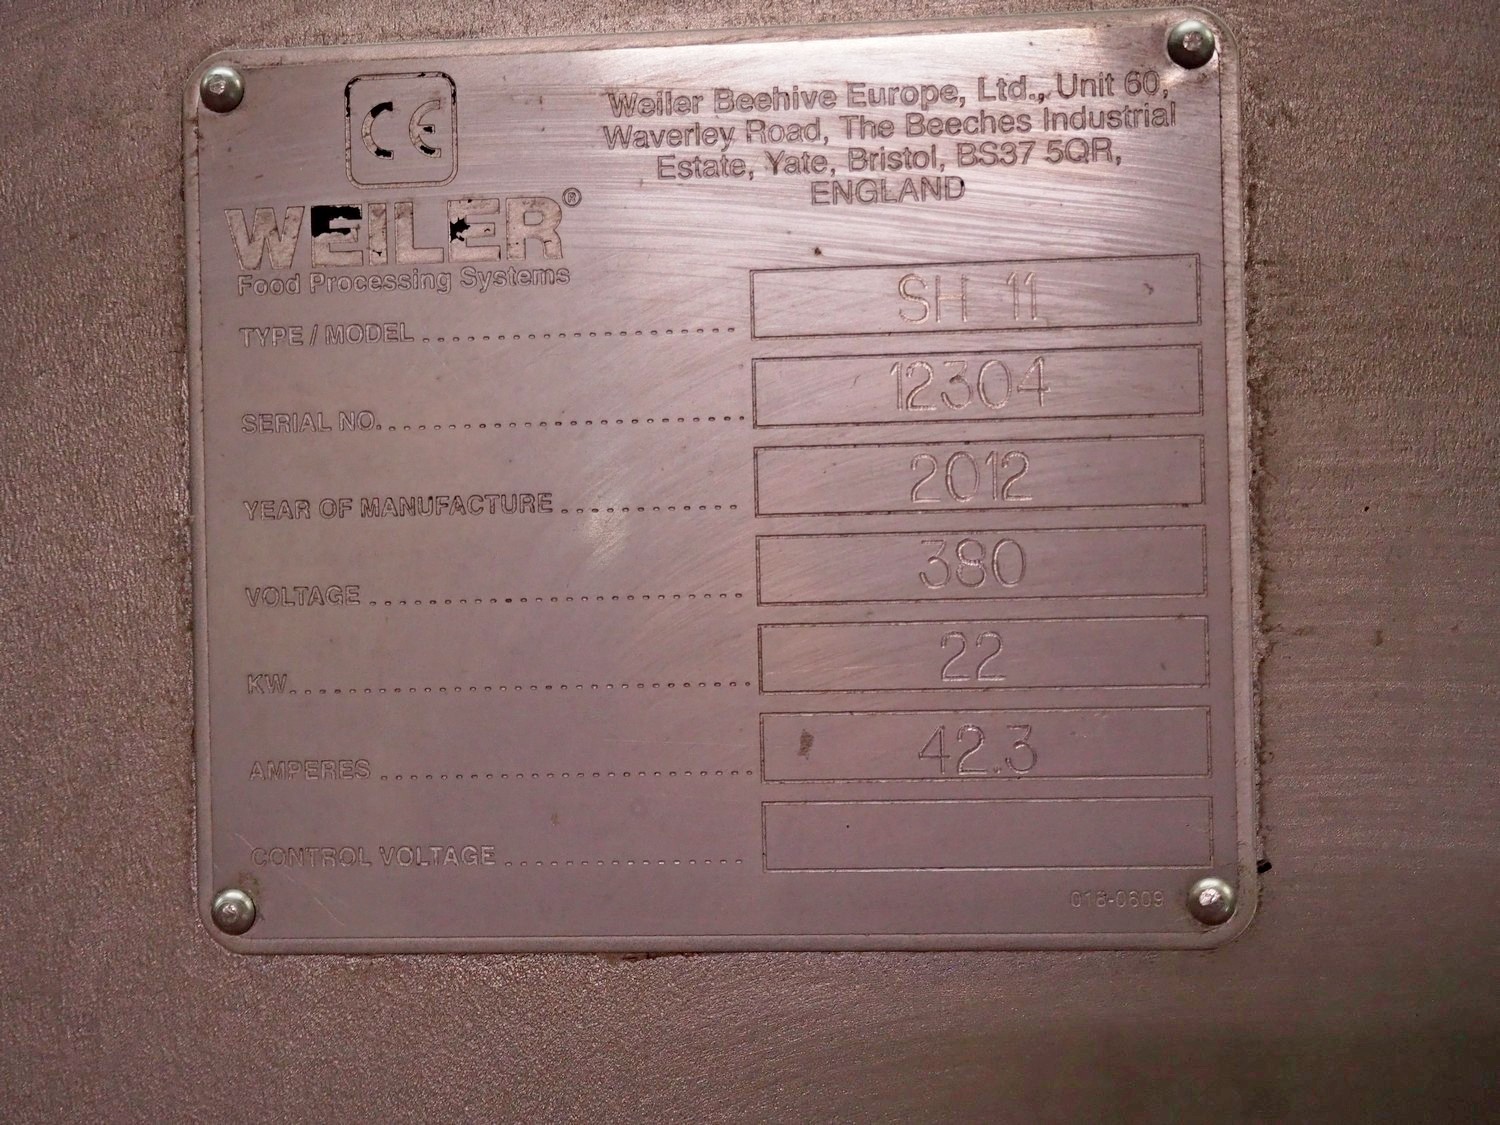 CE
Weiler Beehive Europe, Ltd., Unit 60,
Waverley Road, The Beeches Industrial
Estate, Yate, Bristol, BS37 5QR,
ENGLAND
WEILER®
Food Processing Systems
TYPE / MODEL ..................... SH 11
SERIAL NO. ........................ 12304
YEAR OF MANUFACTURE ............ 2012
VOLTAGE ......................... 380
KW .............................. 22
AMPERES ......................... 42.3
CONTROL VOLTAGE ................
018-0609